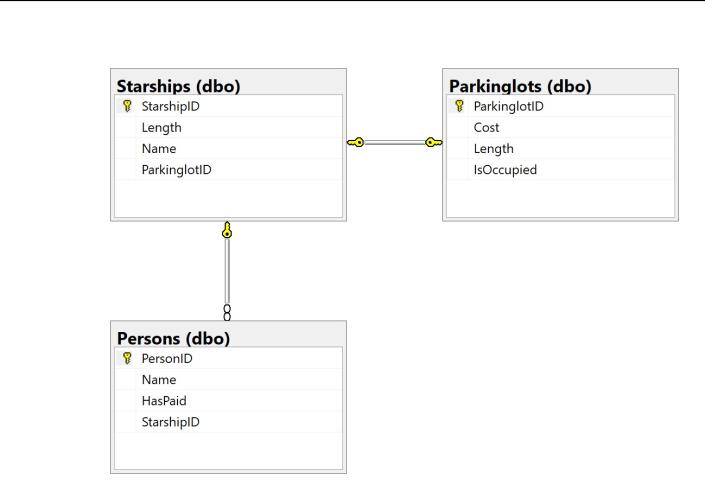 Starships (dbo)
StarshipID
Length
Name
ParkinglotID
Parkinglots (dbo)
ParkinglotID
Cost
Length
IsOccupied
Persons (dbo)
PersonID
Name
HasPaid
StarshipID